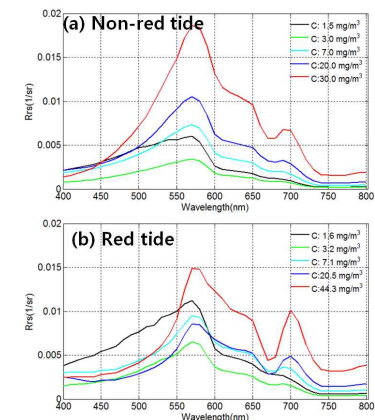 (a) Non-red tide
C: 1.5 mg/m³
C: 3.0 mg/m³
C: 7.0 mg/m³
C:20.0 mg/m³
C:30.0 mg/m³
Rrs(1/sr)
0.02
0.015
0.01
0.005
0
400 450 500 550 600 650 700 750 800
Wavelength(nm)
(b) Red tide
C: 1.6 mg/m³
C: 3.2 mg/m³
C: 7.1 mg/m³
C:20.5 mg/m³
C:44.3 mg/m³
Rrs(1/sr)
0.02
0.015
0.01
0.005
0
400 450 500 550 600 650 700 750 800
Wavelength(nm)